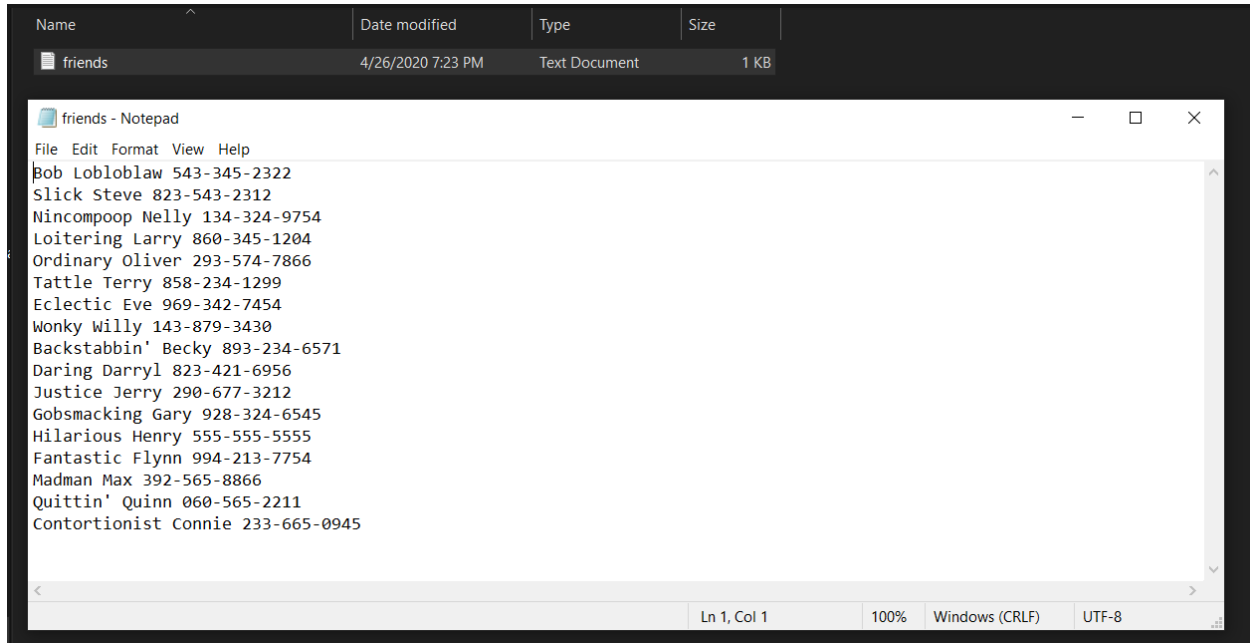 Name Date modified Type Size
friends 4/26/2020 7:23 PM Text Document 1 KB
friends - Notepad
File Edit Format View Help
Bob Lobloblaw 543-345-2322
Slick Steve 823-543-2312
Nincompoop Nelly 134-324-9754
Loitering Larry 860-345-1204
Ordinary Oliver 293-574-7866
Tattle Terry 858-234-1299
Eclectic Eve 969-342-7454
Wonky Willy 143-879-3430
Backstabbin' Becky 893-234-6571
Daring Darryl 823-421-6956
Justice Jerry 290-677-3212
Gobsmacking Gary 928-324-6545
Hilarious Henry 555-555-5555
Fantastic Flynn 994-213-7754
Madman Max 392-565-8866
Quittin' Quinn 060-565-2211
Contortionist Connie 233-665-0945
Ln 1, Col 1 100% Windows (CRLF) UTF-8